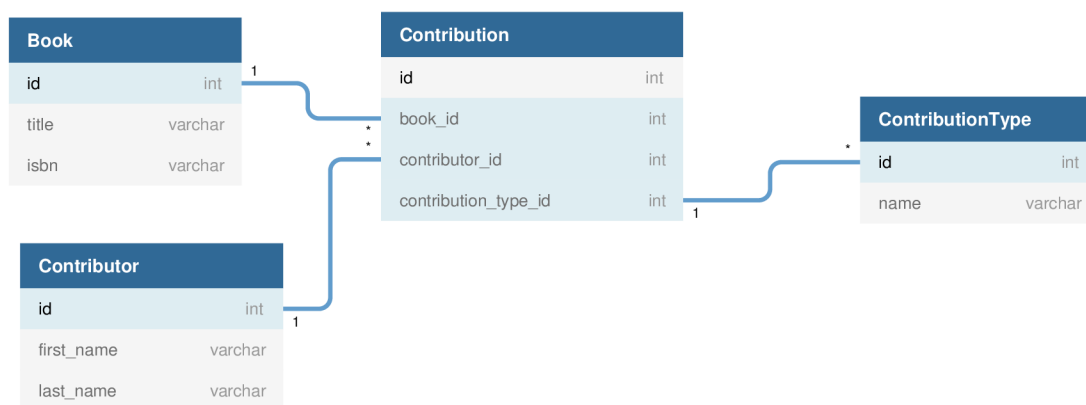 Book
id int
title varchar
isbn varchar
1
*
*
Contribution
id int
book_id int
contributor_id int
contribution_type_id int
1
*
ContributionType
id int
name varchar
Contributor
id int
first_name varchar
last_name varchar
1